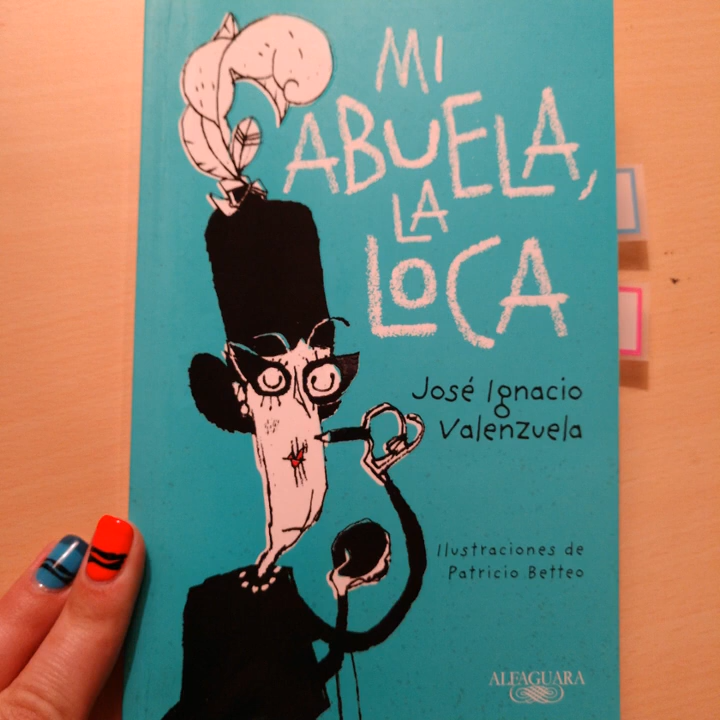 MI
ABUELA,
LA
LOCA
José Ignacio
Valenzuela
Ilustraciones de
Patricio Betteo
ALFAGUARA